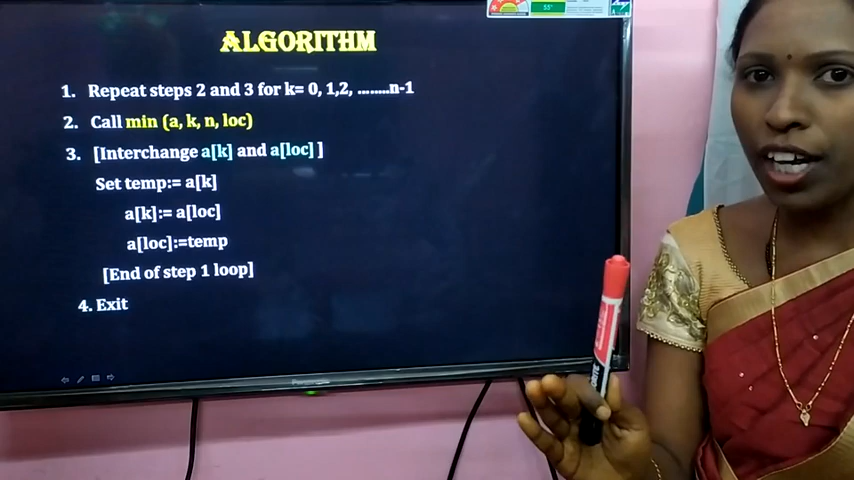 ALGORITHM
1. Repeat steps 2 and 3 for k= 0, 1,2, ........n-1
2. Call min (a, k, n, loc)
3. [Interchange a[k] and a[loc] ]
Set temp:= a[k]
a[k]:= a[loc]
a[loc]:=temp
[End of step 1 loop]
4. Exit
55"